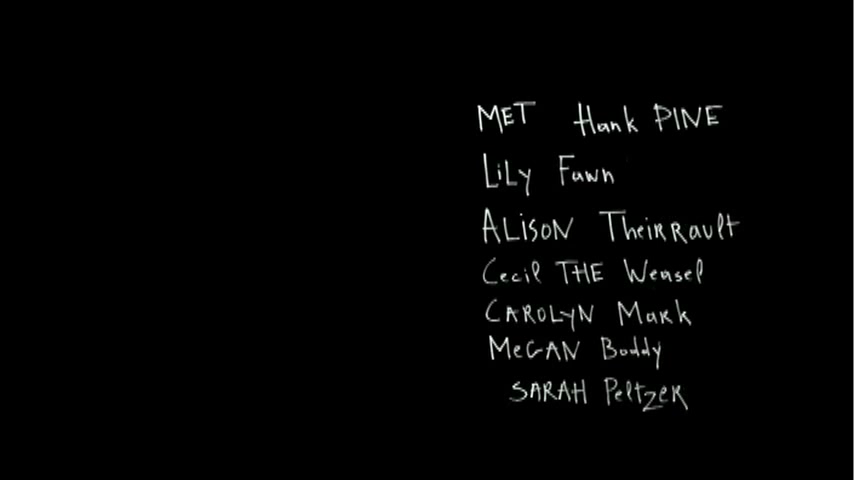 MET Hank PINE
LiLy Fawn
ALiSON TheiRRault
Cecil THE Weasel
CAROLYN Mark
MeGAN Boddy
SARAH PeltzeR